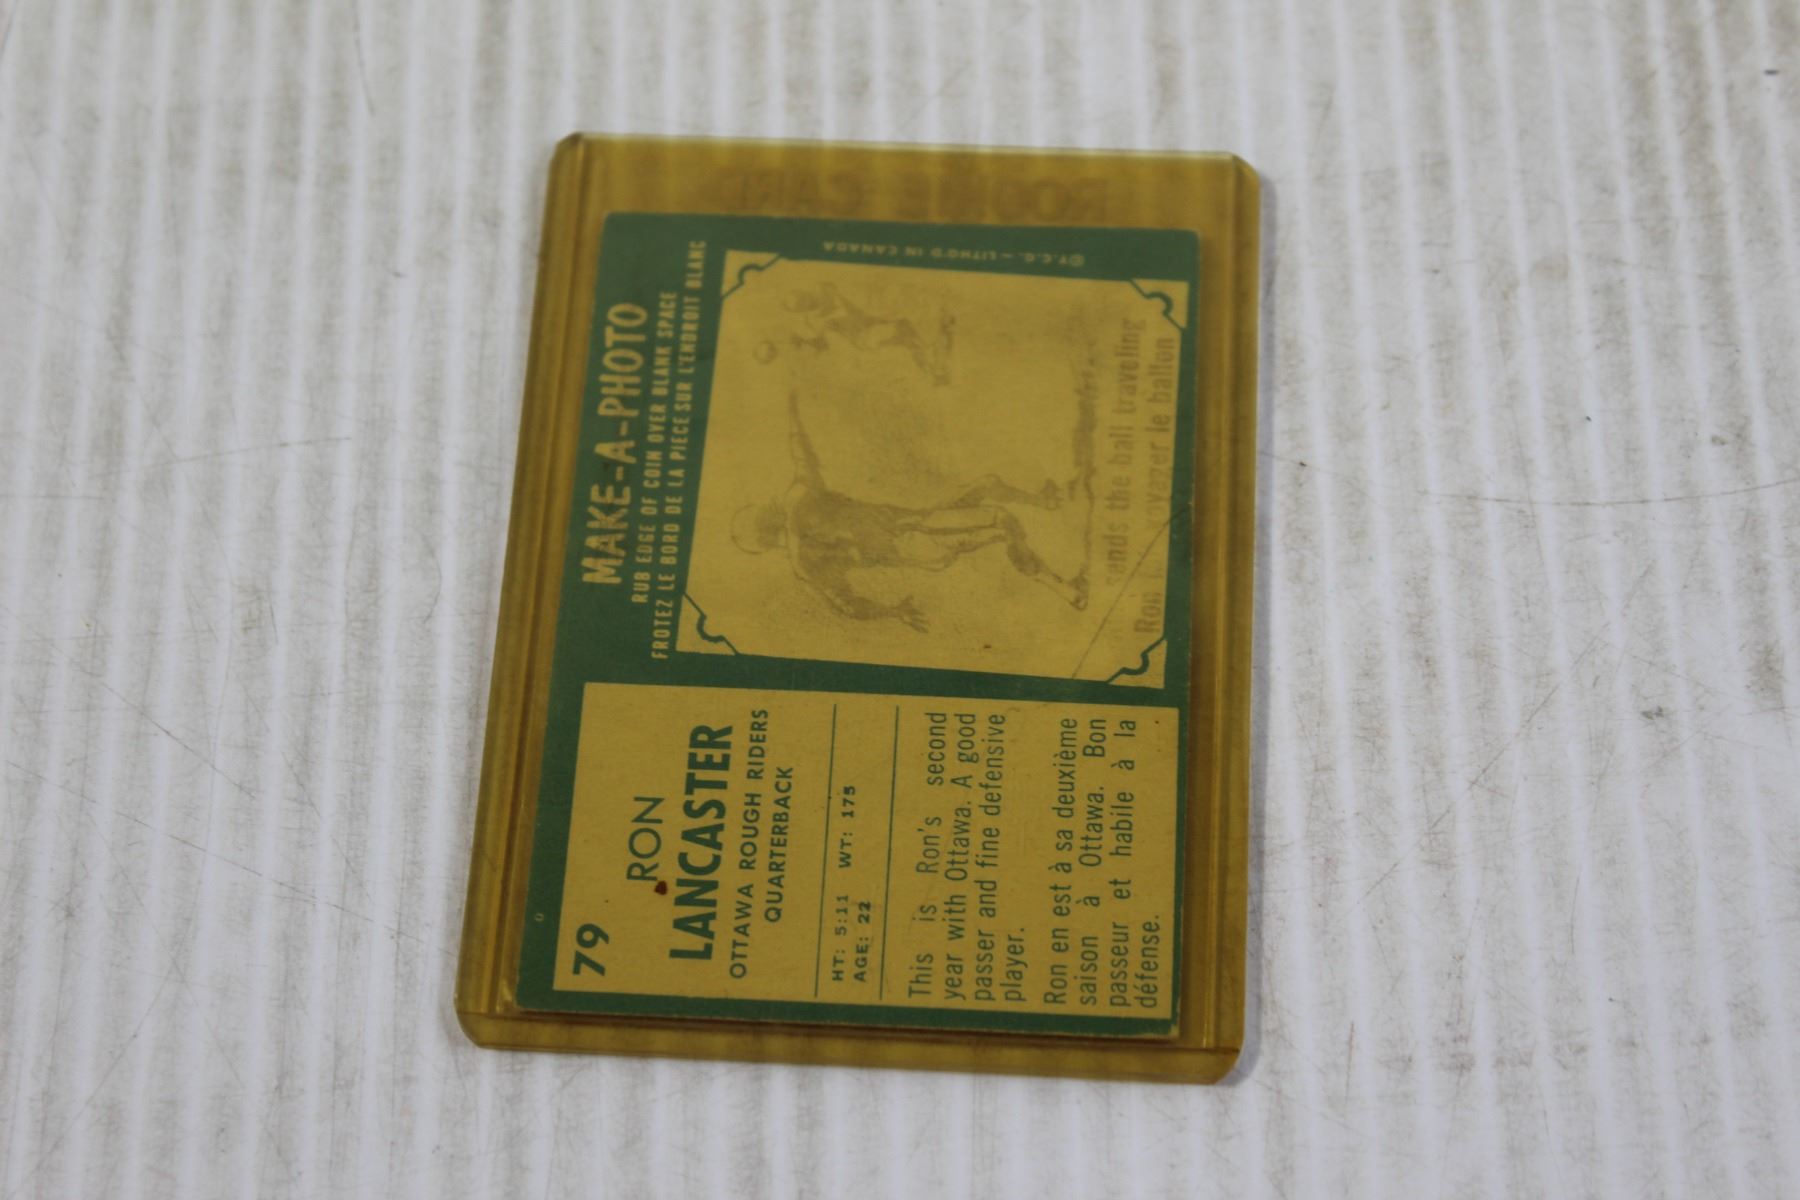 ROOKIE CARD
©T.C.G. — LITHO'D IN CANADA
MAKE-A-PHOTO
RUB EDGE OF COIN OVER BLANK SPACE
FROTEZ LE BORD DE LA PIECE SUR L'ENDROIT BLANC
sends the ball traveling
Ron voyager le ballon
79
RON
LANCASTER
OTTAWA ROUGH RIDERS
QUARTERBACK
HT: 5:11 WT: 175
AGE: 22
This is Ron's second
year with Ottawa. A good
passer and fine defensive
player.
Ron en est à sa deuxième
saison à Ottawa. Bon
passeur et habile à la
défense.